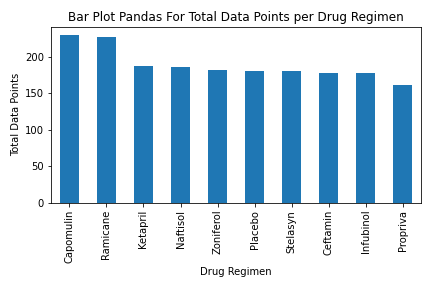 Bar Plot Pandas For Total Data Points per Drug Regimen
Total Data Points
200
150
100
50
0
Capomulin
Ramicane
Ketapril
Naftisol
Zoniferol
Placebo
Stelasyn
Ceftamin
Infubinol
Propriva
Drug Regimen